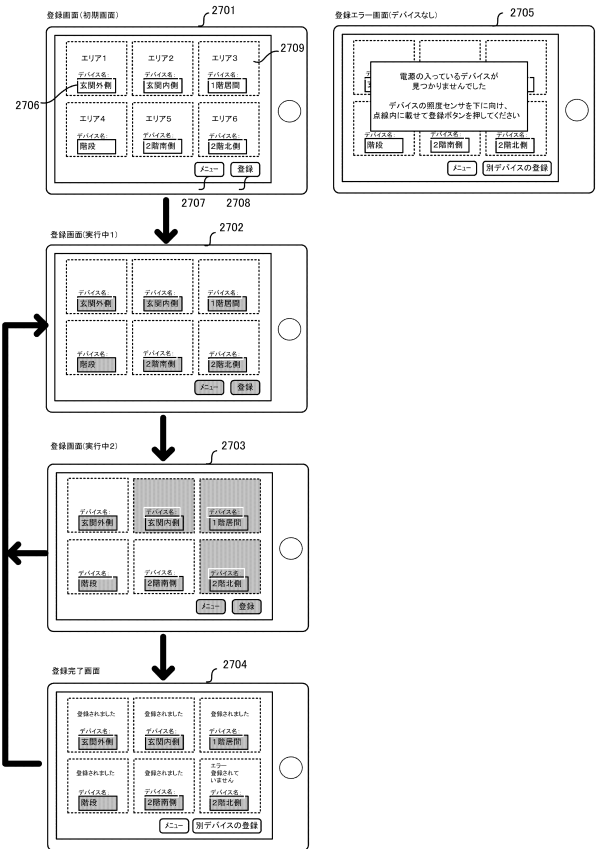 登録画面(初期画面)
2701
エリア1 エリア2 エリア3
2709
デバイス名: デバイス名: デバイス名:
玄関外側 玄関内側 1階居間
2706
エリア4 エリア5 エリア6
デバイス名: デバイス名: デバイス名:
階段 2階南側 2階北側
メニュー 登録
2707 2708
登録エラー画面(デバイスなし)
2705
電源の入っているデバイスが
見つかりませんでした
デバイスの照度センサを下に向け、
点線内に載せて登録ボタンを押してください
デバイス名: デバイス名: デバイス名:
階段 2階南側 2階北側
メニュー 別デバイスの登録
登録画面(実行中1)
2702
デバイス名: デバイス名: デバイス名:
玄関外側 玄関内側 1階居間
デバイス名: デバイス名: デバイス名:
階段 2階南側 2階北側
メニュー 登録
登録画面(実行中2)
2703
デバイス名: デバイス名: デバイス名:
玄関外側 玄関内側 1階居間
デバイス名: デバイス名: デバイス名:
階段 2階南側 2階北側
メニュー 登録
登録完了画面
2704
登録されました 登録されました 登録されました
デバイス名: デバイス名: デバイス名:
玄関外側 玄関内側 1階居間
登録されました 登録されました エラー
登録されて
いません
デバイス名: デバイス名: デバイス名:
階段 2階南側 2階北側
メニュー 別デバイスの登録